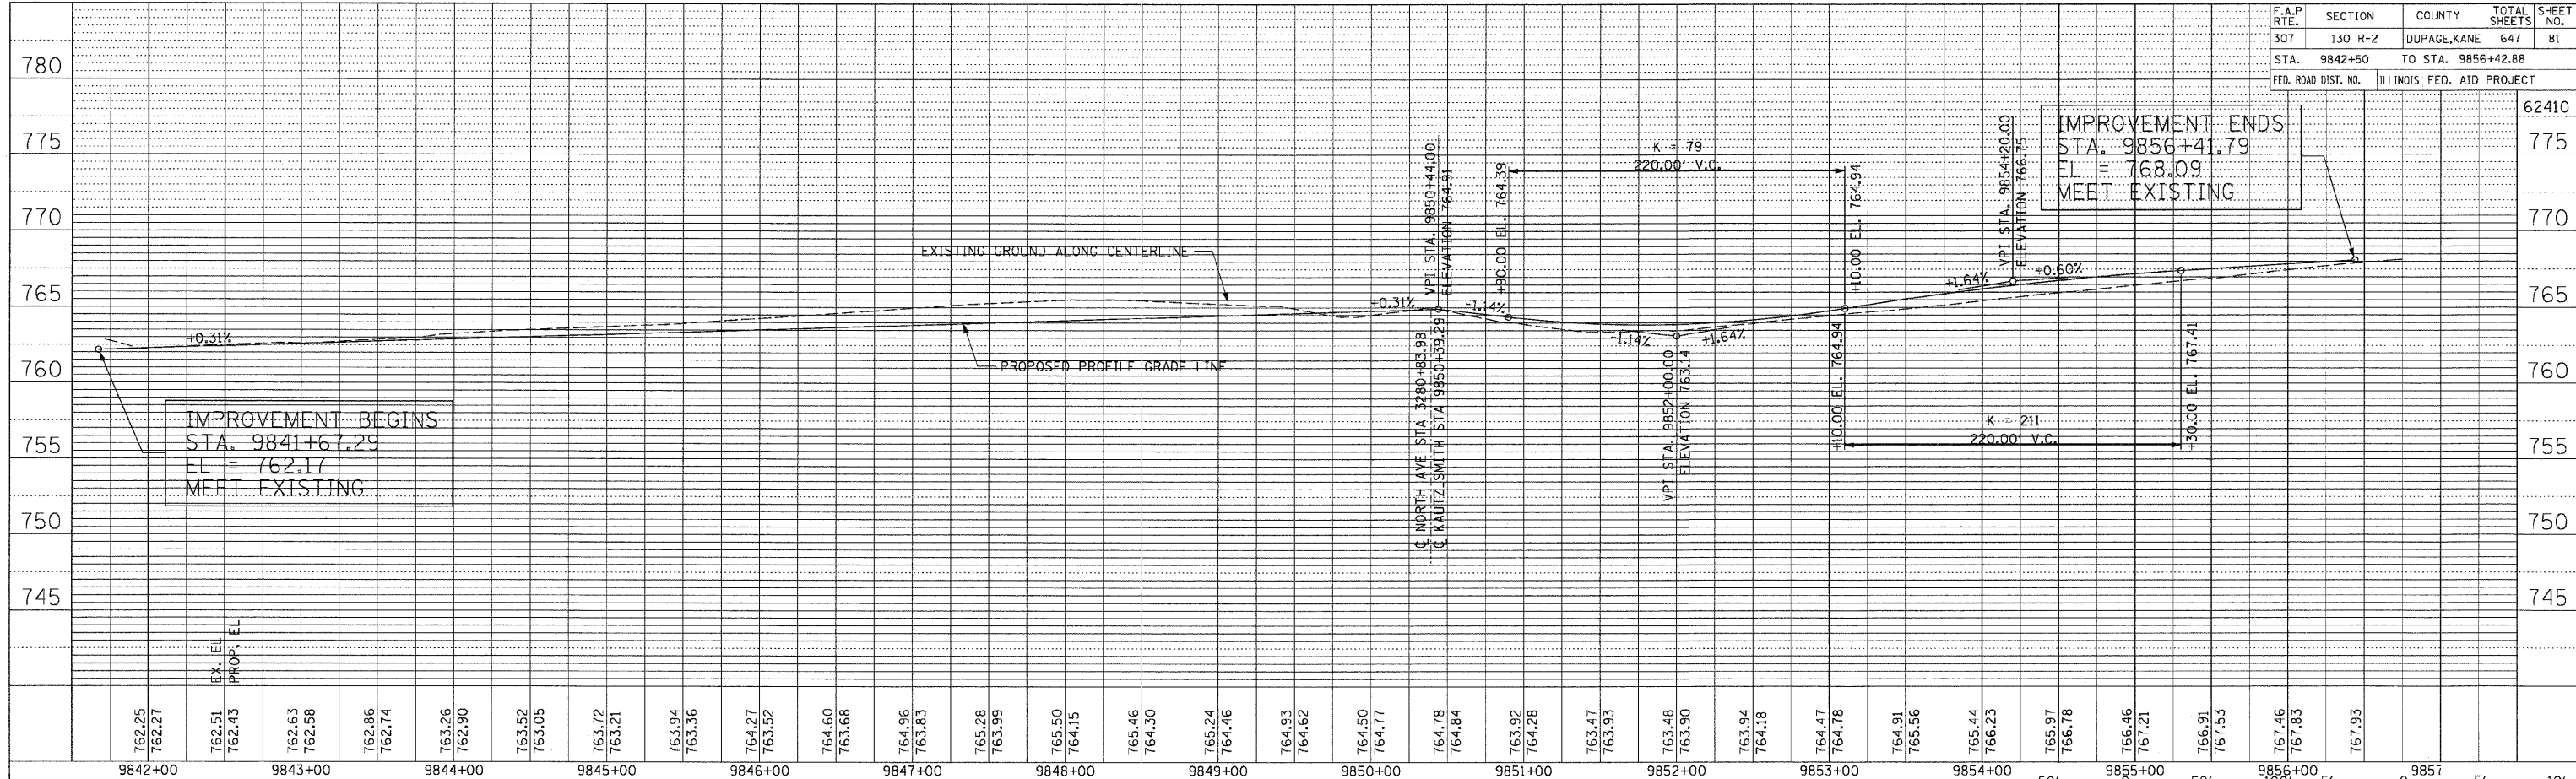 F.A.P RTE. SECTION COUNTY TOTAL SHEETS SHEET NO.
307 130 R-2 DUPAGE,KANE 647 81
STA. 9842+50 TO STA. 9856+42.88
FED. ROAD DIST. NO. ILLINOIS FED. AID PROJECT
62410
780
775 775
770 770
765 765
760 760
755 755
750 750
745 745
IMPROVEMENT ENDS
STA. 9856+41.79
EL = 768.09
MEET EXISTING
K = 79
220.00' V.C.
VPI STA. 9850+44.00
ELEVATION 764.91
+90.00 EL. 764.39
+10.00 EL. 764.94
VPI STA. 9854+20.00
ELEVATION 766.75
EXISTING GROUND ALONG CENTERLINE
+0.31%
+0.31%
-1.14%
-1.14%
+1.64%
+1.64%
+0.60%
PROPOSED PROFILE GRADE LINE
IMPROVEMENT BEGINS
STA. 9841+67.29
EL = 762.17
MEET EXISTING
℄ NORTH AVE STA 3280+83.98
℄ KAUTZ_SMITH STA 9850+39.29
VPI STA. 9852+00.00
ELEVATION 763.14
+10.00 EL. 764.94
K = 211
220.00' V.C.
+30.00 EL. 767.41
EX. EL
PROP. EL
762.25 762.51 762.63 762.86 763.26 763.52 763.72 763.94 764.27 764.60 764.96 765.28 765.50 765.46 765.24 764.93 764.50 764.78 763.92 763.47 763.48 763.94 764.47 764.91 765.44 765.97 766.46 766.91 767.46 767.93
762.27 762.43 762.58 762.74 762.90 763.05 763.21 763.36 763.52 763.68 763.83 763.99 764.15 764.30 764.46 764.62 764.77 764.84 764.28 763.93 763.90 764.18 764.78 765.56 766.23 766.78 767.21 767.53 767.83
9842+00 9843+00 9844+00 9845+00 9846+00 9847+00 9848+00 9849+00 9850+00 9851+00 9852+00 9853+00 9854+00 9855+00 9856+00 9857